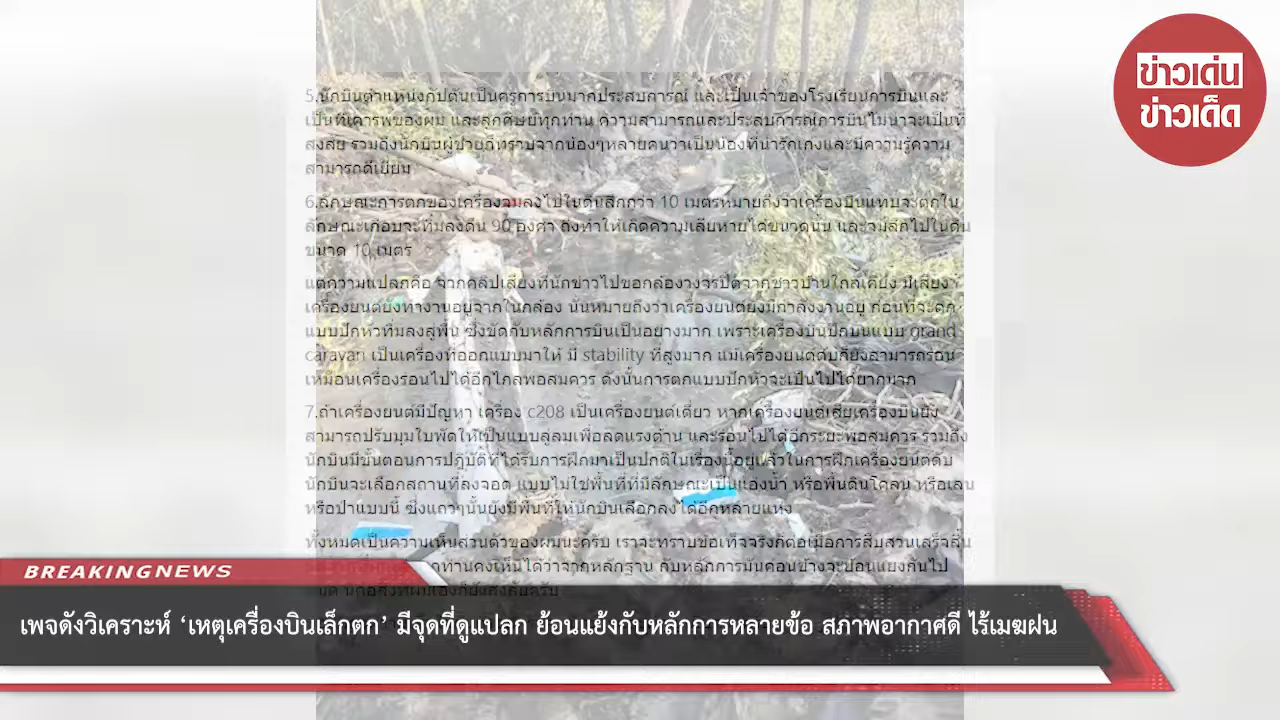 ข่าวเด่น
ข่าวเด็ด
5.นักบินตำแหน่งกัปตันเป็นครูการบินมากประสบการณ์ และเป็นเจ้าของโรงเรียนการบินและ
เป็นที่เคารพของผม และลูกศิษย์ทุกท่าน ความสามารถและประสบการณ์การบินไม่น่าจะเป็นที่
สงสัย รวมถึงนักบินผู้ช่วยก็ทราบจากน้องๆหลายคนว่าเป็นน้องที่น่ารักเก่งและมีความรู้ความ
สามารถดีเยี่ยม
6.ลักษณะการตกของเครื่องจมลงไปในดินลึกกว่า 10 เมตรหมายถึงว่าเครื่องบินแทบจะตกใน
ลักษณะเกือบจะทิ่มลงดิน 90 องศา ถึงทำให้เกิดความเสียหายได้ขนาดนั้น และจมลึกไปในดิน
ขนาด 10 เมตร
แต่ความแปลกคือ จากคลิปเสียงที่นักข่าวไปขอกล้องวงจรปิดจากชาวบ้านใกล้เคียง มีเสียง
เครื่องยนต์ยังทำงานอยู่จากในกล้อง นั่นหมายถึงว่าเครื่องยนต์ยังมีกำลังงานอยู่ ก่อนที่จะตก
แบบปักหัวทิ่มลงสู่พื้น ซึ่งขัดกับหลักการบินเป็นอย่างมาก เพราะเครื่องบินปีกบนแบบ grand
caravan เป็นเครื่องที่ออกแบบมาให้ มี stability ที่สูงมาก แม้เครื่องยนต์ดับก็ยังสามารถร่อน
เหมือนเครื่องร่อนไปได้อีกไกลพอสมควร ดังนั้นการตกแบบปักหัวจะเป็นไปได้ยากมาก
7.ถ้าเครื่องยนต์มีปัญหา เครื่อง c208 เป็นเครื่องยนต์เดี่ยว หากเครื่องยนต์เสียเครื่องบินยัง
สามารถปรับมุมใบพัดให้เป็นแบบลู่ลมเพื่อลดแรงต้าน และร่อนไปได้อีกระยะพอสมควร รวมถึง
นักบินมีขั้นตอนการปฏิบัติที่ได้รับการฝึกมาเป็นปกติในเรื่องนี้อยู่แล้วในการฝึกเครื่องยนต์ดับ
นักบินจะเลือกสถานที่ลงจอด แบบไม่ใช่พื้นที่ที่มีลักษณะเป็นแอ่งน้ำ หรือพื้นดินโคลน หรือเลน
หรือป่าแบบนี้ ซึ่งแถวๆนั้นยังมีพื้นที่ให้นักบินเลือกลงได้อีกหลายแห่ง
ทั้งหมดเป็นความเห็นส่วนตัวของผมนะครับ เราจะทราบข้อเท็จจริงก็ต่อเมื่อการสืบสวนเสร็จสิ้น
กท่านคงเห็นได้ว่าจากหลักฐาน กับหลักการมันค่อนข้างจะย้อนแย้งกันไป
BREAKINGNEWS
เพจดังวิเคราะห์ ‘เหตุเครื่องบินเล็กตก’ มีจุดที่ดูแปลก ย้อนแย้งกับหลักการหลายข้อ สภาพอากาศดี ไร้เมฆฝน